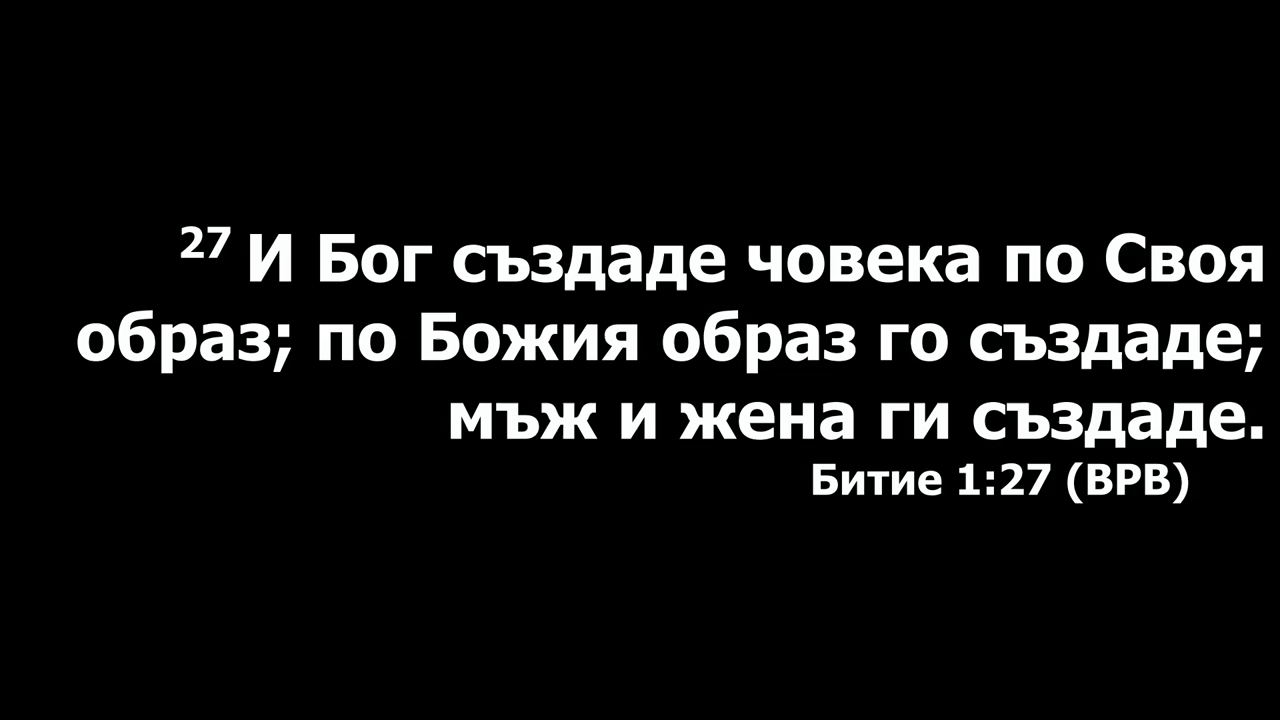 27 И Бог създаде човека по Своя
образ; по Божия образ го създаде;
мъж и жена ги създаде.
Битие 1:27 (ВРВ)